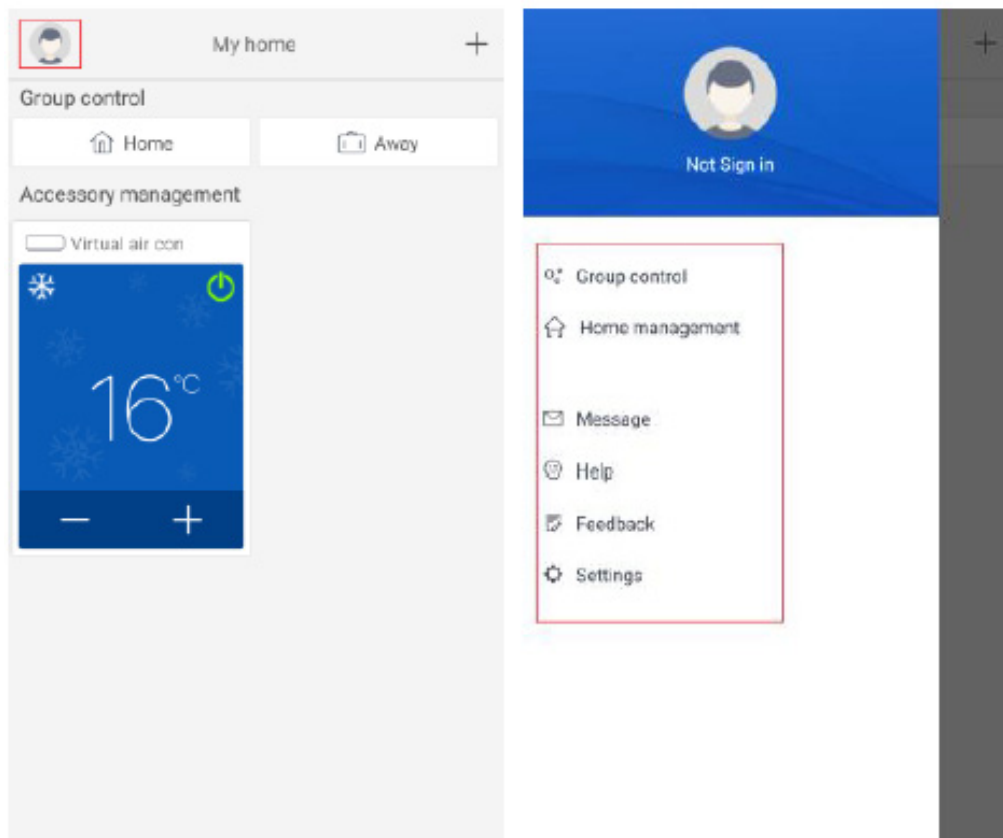 My home
+
Group control
Home
Away
Accessory management
Virtual air con
16°C
− +
Not Sign in
Group control
Home management
Message
Help
Feedback
Settings
+